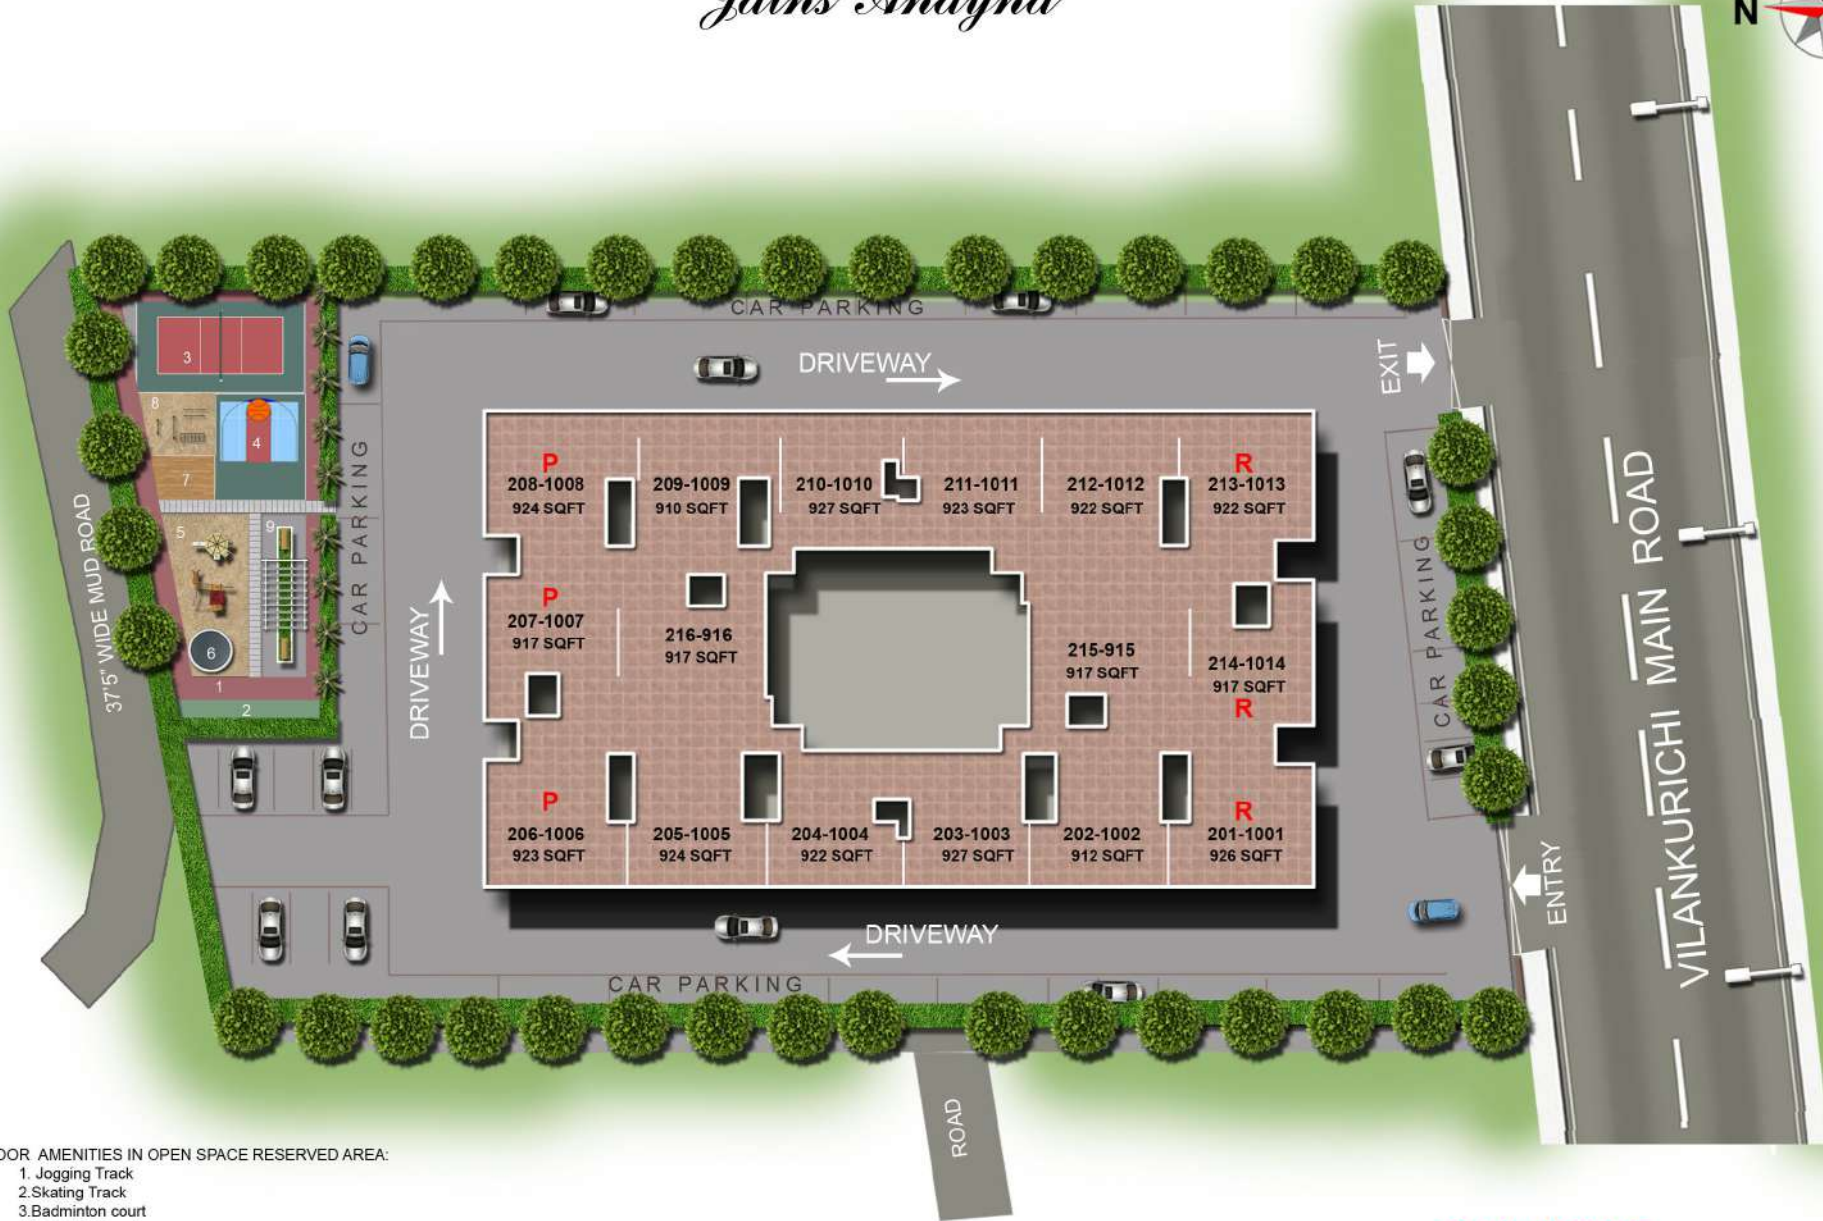 Jains Ananya
N
CAR PARKING
DRIVEWAY
EXIT
3
8
4
7
5
9
6
1
2
37'5" WIDE MUD ROAD
CAR PARKING
DRIVEWAY
P
208-1008
924 SQFT
209-1009
910 SQFT
210-1010
927 SQFT
211-1011
923 SQFT
212-1012
922 SQFT
R
213-1013
922 SQFT
P
207-1007
917 SQFT
216-916
917 SQFT
215-915
917 SQFT
214-1014
917 SQFT
R
P
206-1006
923 SQFT
205-1005
924 SQFT
204-1004
922 SQFT
203-1003
927 SQFT
202-1002
912 SQFT
R
201-1001
926 SQFT
CAR PARKING
VILANKURICHI MAIN ROAD
ENTRY
DRIVEWAY
CAR PARKING
ROAD
OOR AMENITIES IN OPEN SPACE RESERVED AREA:
1. Jogging Track
2.Skating Track
3.Badminton court